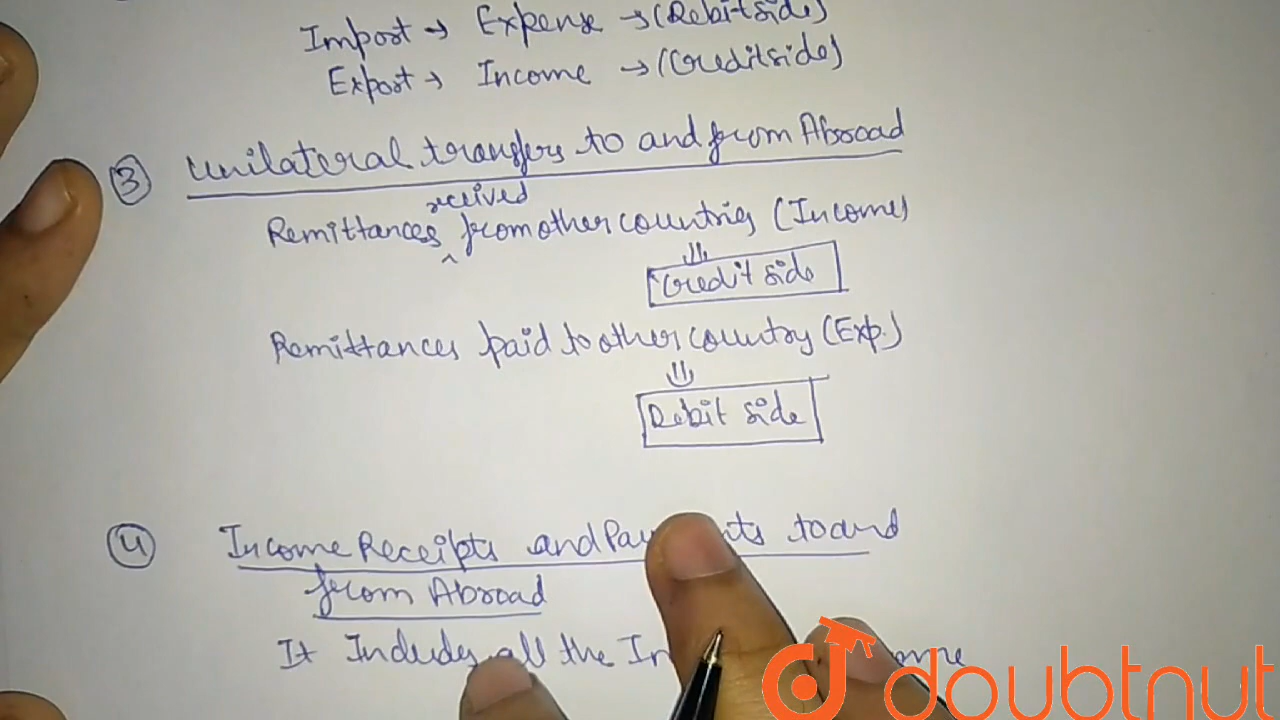 Import → Expense → (Debit side)
Export → Income → (Credit side)
③ Unilateral transfers to and from Abroad
received
Remittances ^ from other countries (Income)
Credit side
Remittances paid to other country (Exp.)
Debit side
④ Income Receipts and to and
from Abroad
It Includes all the
doubtnut